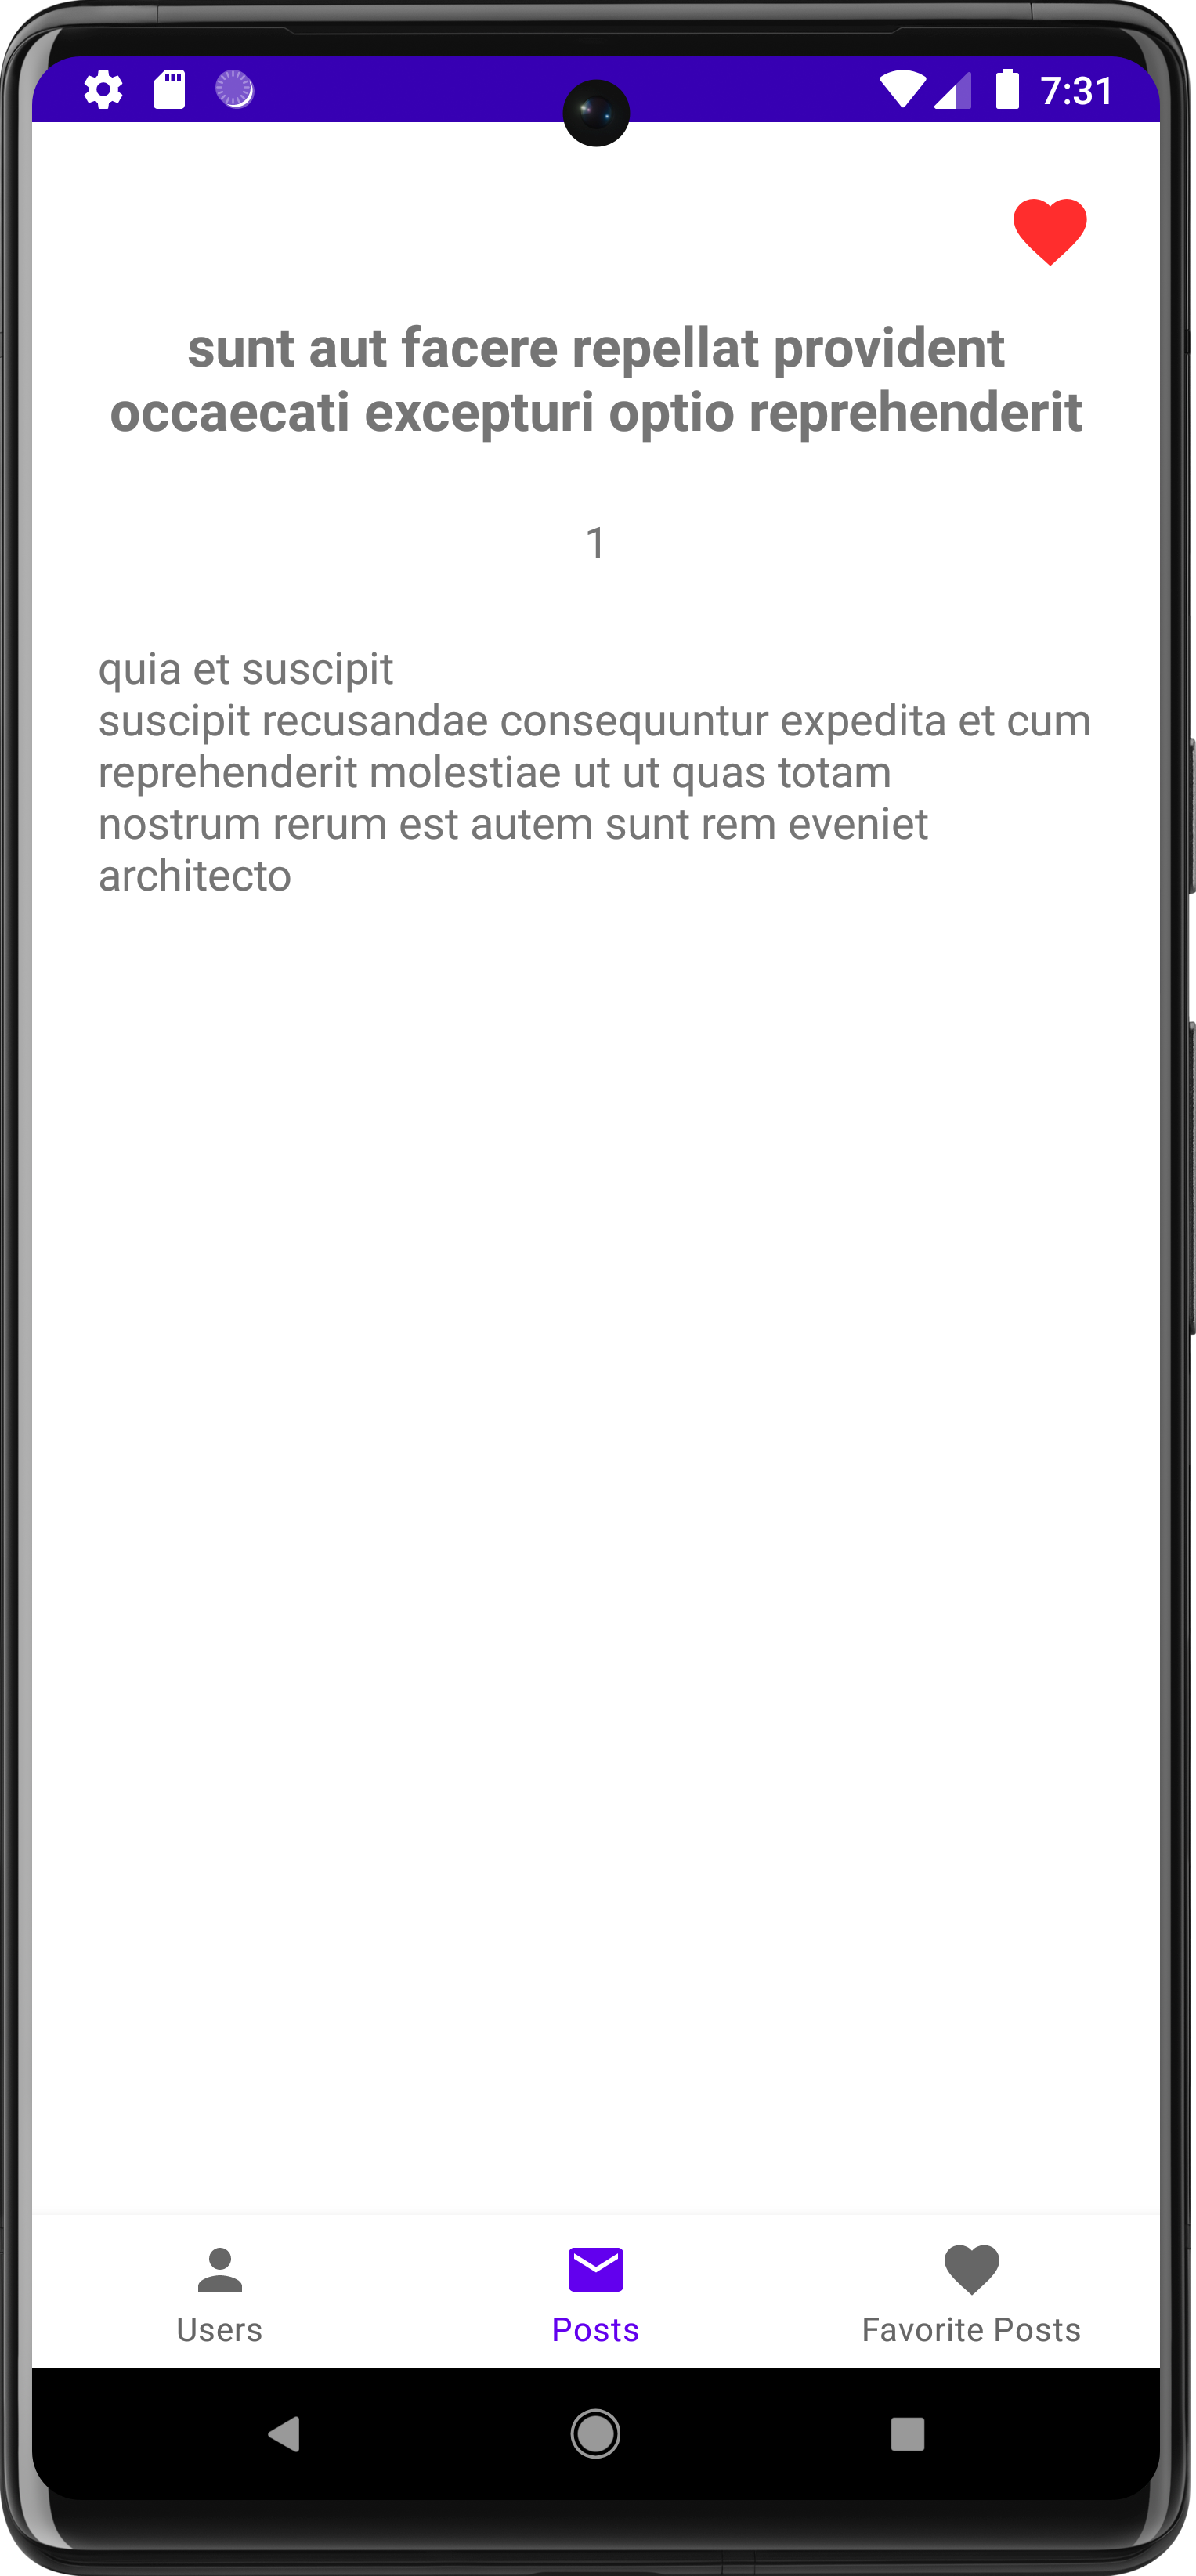 7:31
sunt aut facere repellat provident
occaecati excepturi optio reprehenderit
1
quia et suscipit
suscipit recusandae consequuntur expedita et cum
reprehenderit molestiae ut ut quas totam
nostrum rerum est autem sunt rem eveniet
architecto
Users
Posts
Favorite Posts